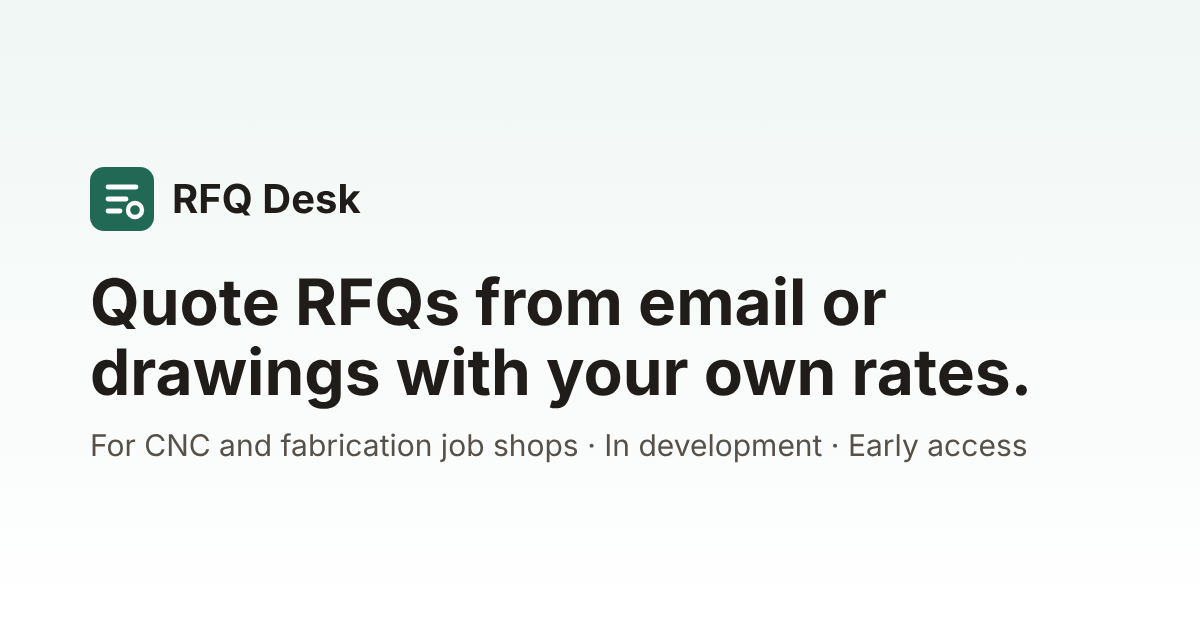 RFQ Desk
Quote RFQs from email or
drawings with your own rates.
For CNC and fabrication job shops · In development · Early access